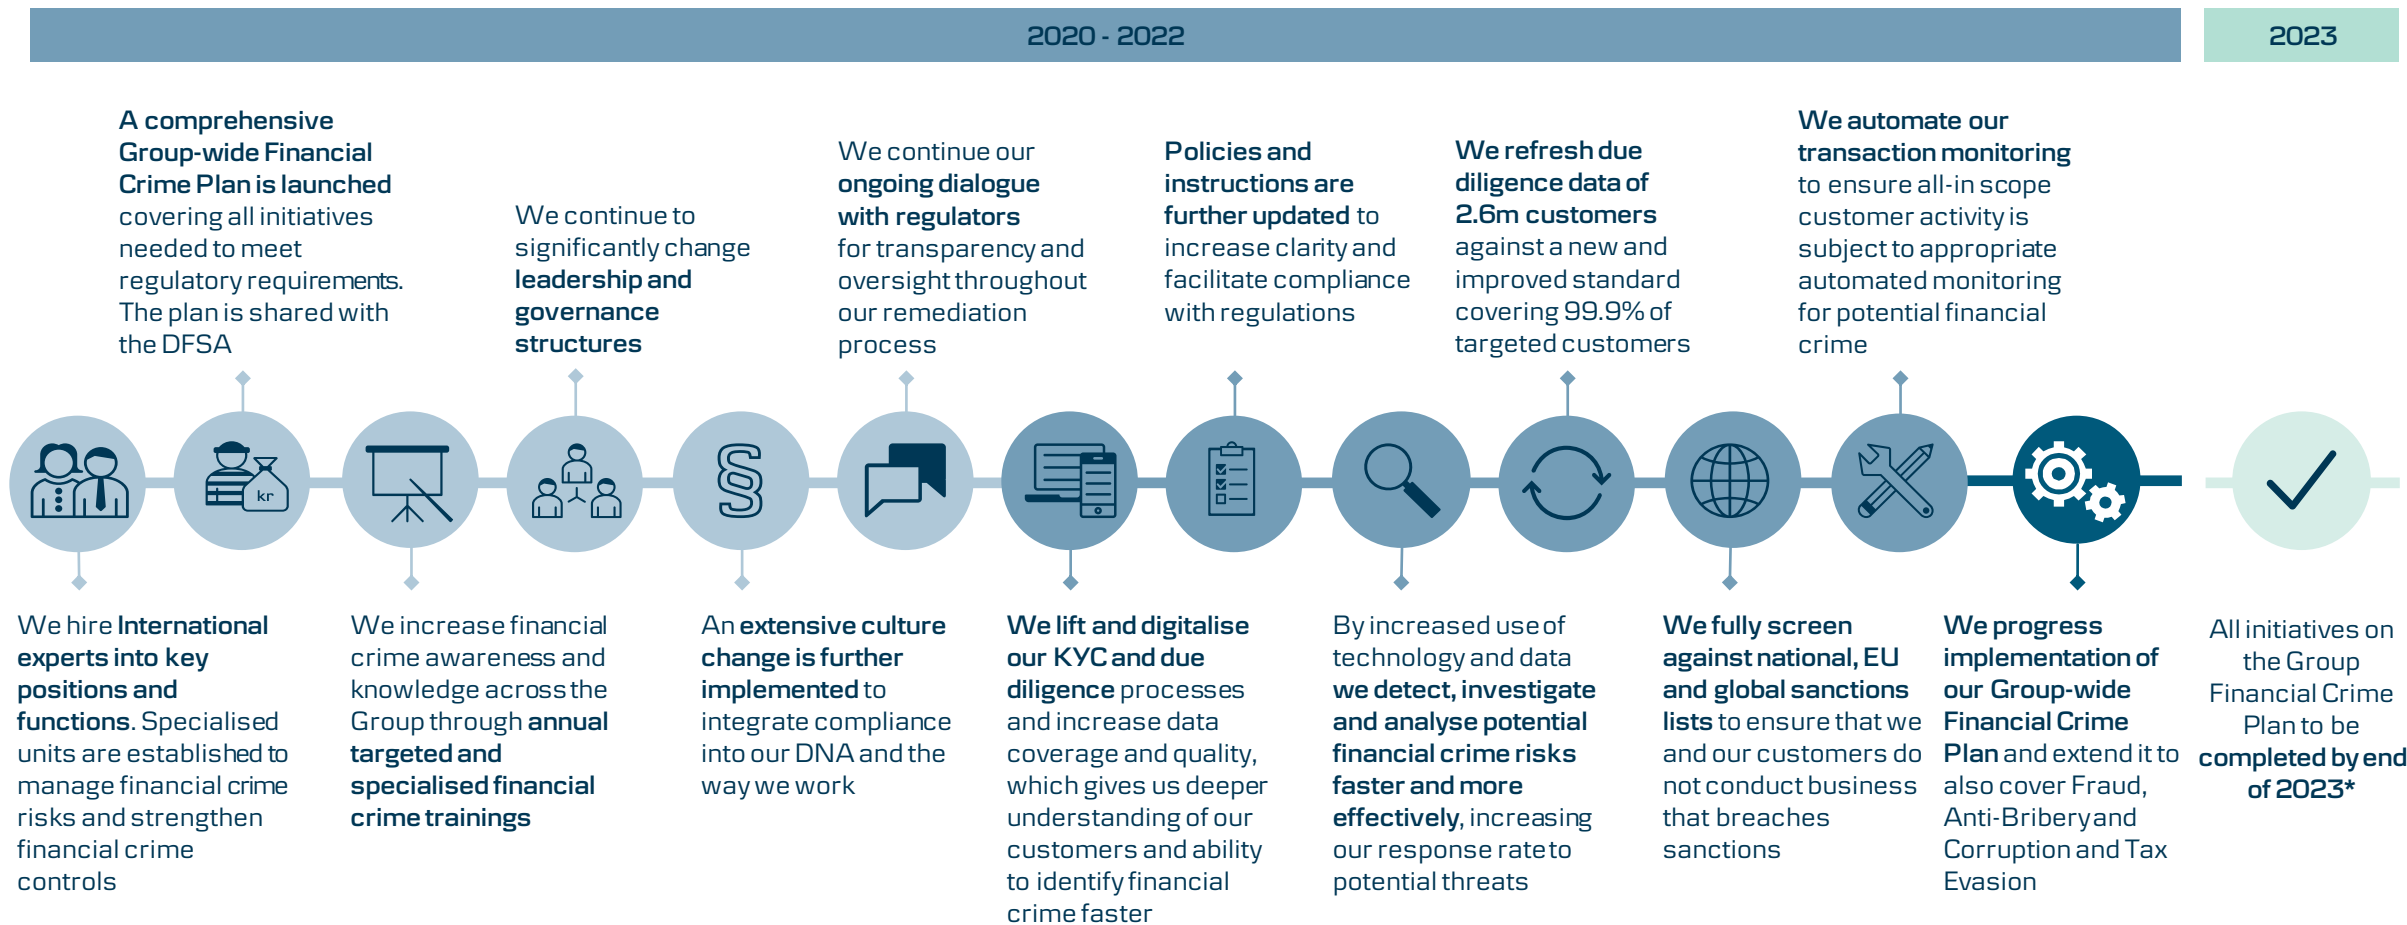 2020 - 2022
2023
A comprehensive
Group-wide Financial
Crime Plan is launched
covering all initiatives
needed to meet
regulatory requirements.
The plan is shared with
the DFSA
We continue to
significantly change
leadership and
governance
structures
We continue our
ongoing dialogue
with regulators
for transparency and
oversight throughout
our remediation
process
Policies and
instructions are
further updated to
increase clarity and
facilitate compliance
with regulations
We refresh due
diligence data of
2.6m customers
against a new and
improved standard
covering 99.9% of
targeted customers
We automate our
transaction monitoring
to ensure all-in scope
customer activity is
subject to appropriate
automated monitoring
for potential financial
crime
kr
§
We hire International
experts into key
positions and
functions. Specialised
units are established to
manage financial crime
risks and strengthen
financial crime
controls
We increase financial
crime awareness and
knowledge across the
Group through annual
targeted and
specialised financial
crime trainings
An extensive culture
change is further
implemented to
integrate compliance
into our DNA and the
way we work
We lift and digitalise
our KYC and due
diligence processes
and increase data
coverage and quality,
which gives us deeper
understanding of our
customers and ability
to identify financial
crime faster
By increased use of
technology and data
we detect, investigate
and analyse potential
financial crime risks
faster and more
effectively, increasing
our response rate to
potential threats
We fully screen
against national, EU
and global sanctions
lists to ensure that we
and our customers do
not conduct business
that breaches
sanctions
We progress
implementation of
our Group-wide
Financial Crime
Plan and extend it to
also cover Fraud,
Anti-Bribery and
Corruption and Tax
Evasion
All initiatives on
the Group
Financial Crime
Plan to be
completed by end
of 2023*